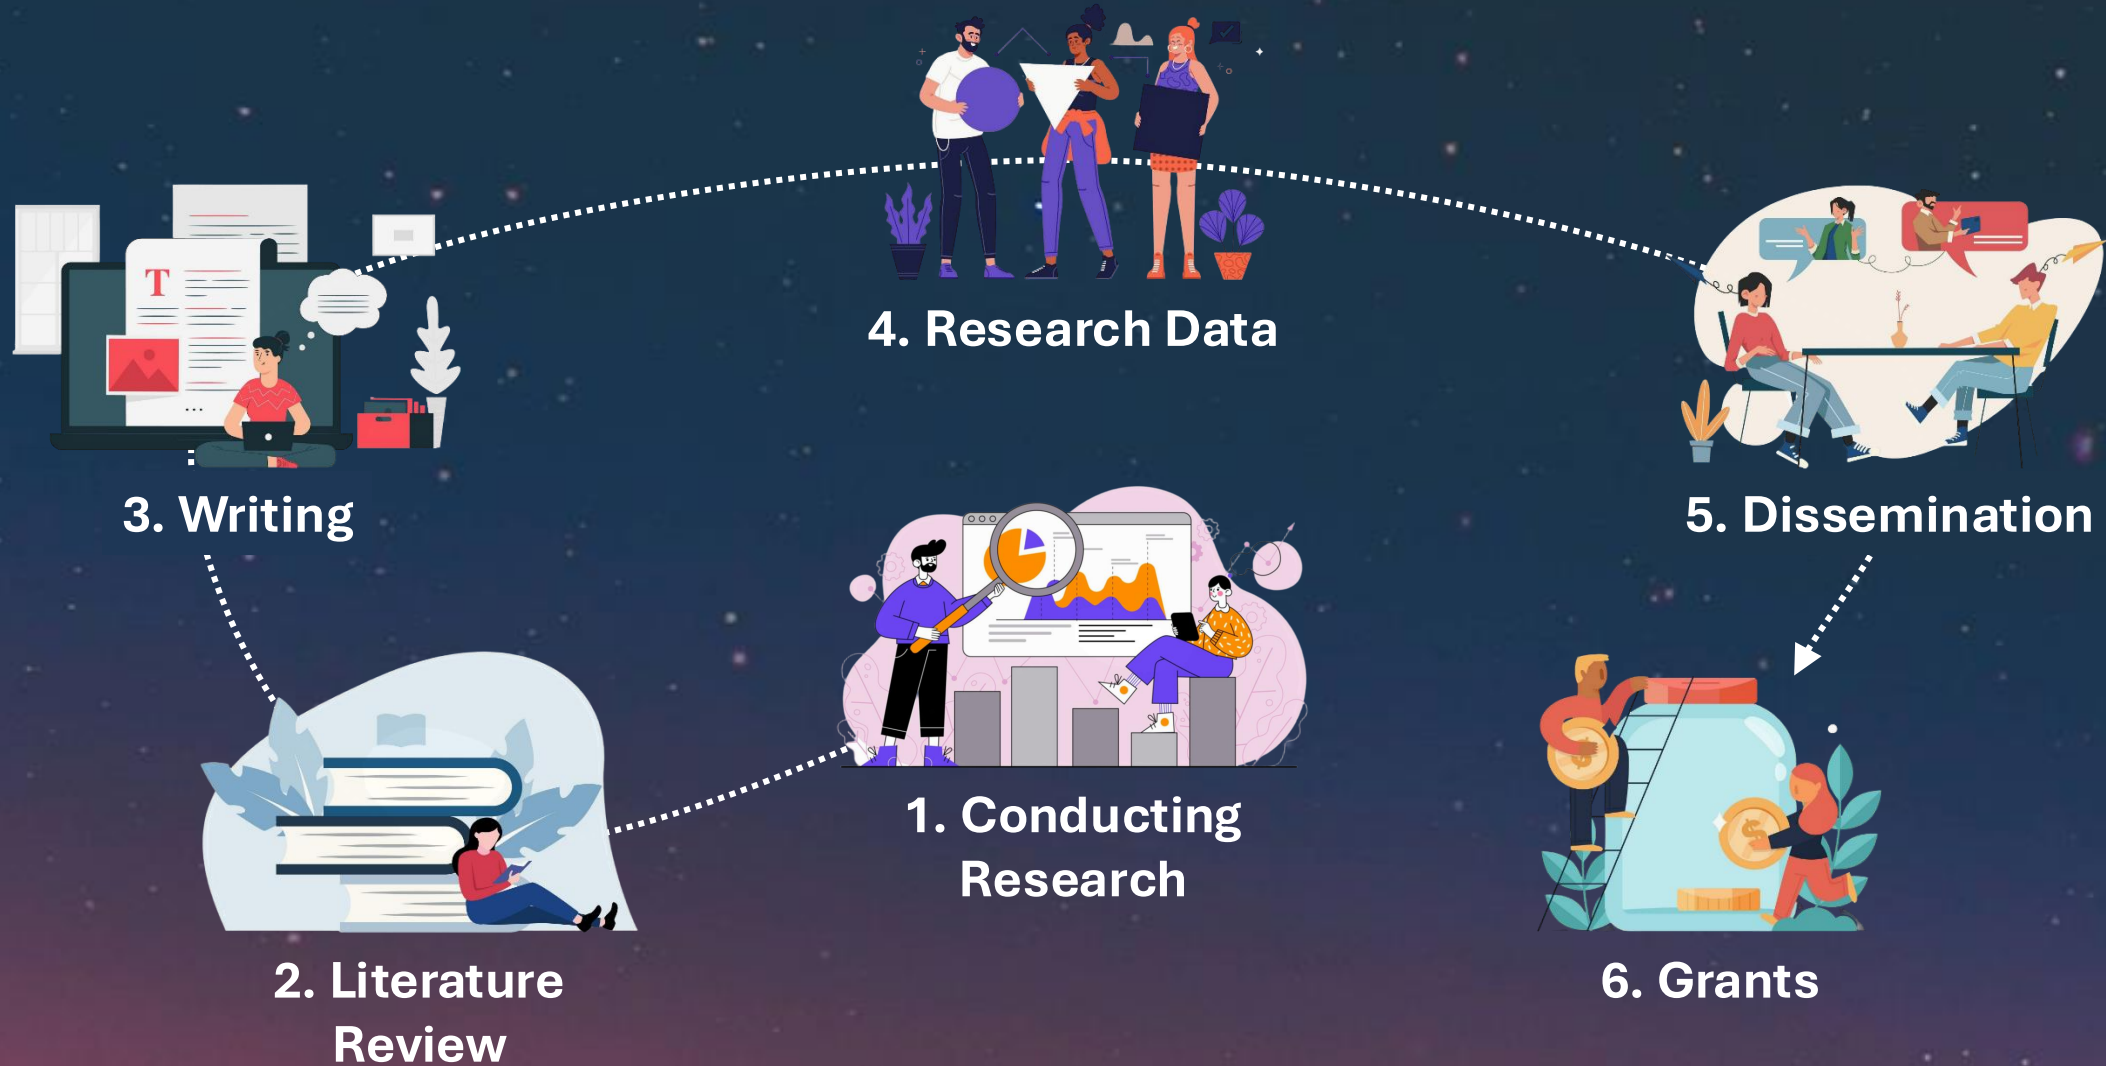 4. Research Data
T
3. Writing
5. Dissemination
1. Conducting
Research
2. Literature
Review
6. Grants